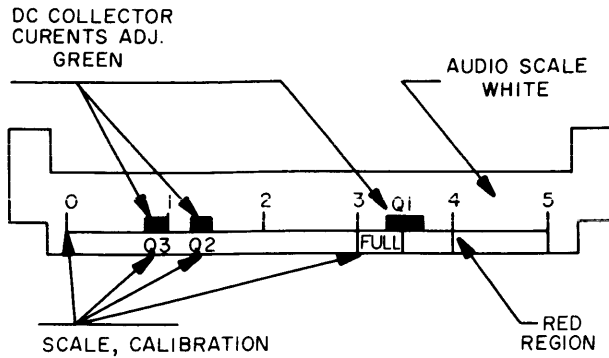 DC COLLECTOR
CURENTS ADJ.
GREEN
AUDIO SCALE
WHITE
0 1 2 3 Q1 4 5
Q3 Q2 FULL
SCALE, CALIBRATION
RED
REGION